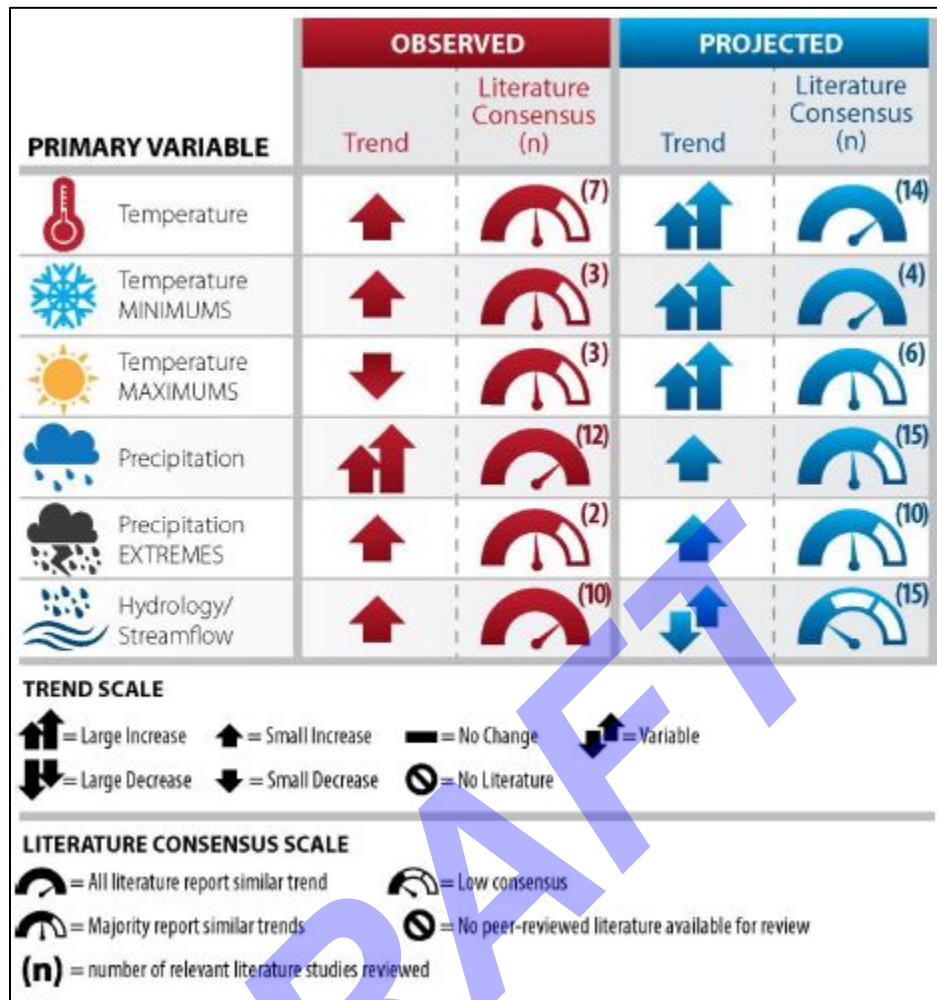 OBSERVED PROJECTED
PRIMARY VARIABLE Trend Literature Consensus (n) Trend Literature Consensus (n)
Temperature (7) (14)
Temperature MINIMUMS (3) (4)
Temperature MAXIMUMS (3) (6)
Precipitation (12) (15)
Precipitation EXTREMES (2) (10)
Hydrology/ Streamflow (10) (15)
TREND SCALE
= Large Increase = Small Increase = No Change = Variable
= Large Decrease = Small Decrease = No Literature
LITERATURE CONSENSUS SCALE
= All literature report similar trend = Low consensus
= Majority report similar trends = No peer-reviewed literature available for review
(n) = number of relevant literature studies reviewed
DRAFT